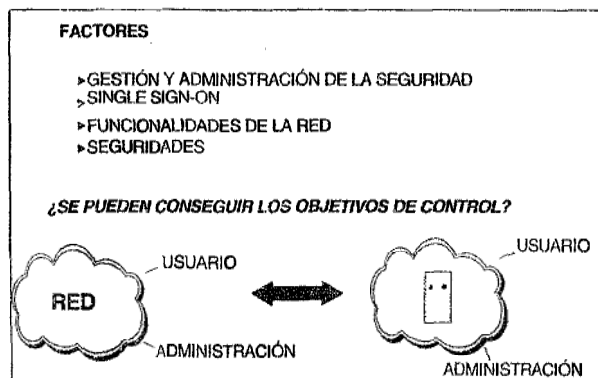 FACTORES
➤GESTIÓN Y ADMINISTRACIÓN DE LA SEGURIDAD
➤SINGLE SIGN-ON
➤FUNCIONALIDADES DE LA RED
➤SEGURIDADES
¿SE PUEDEN CONSEGUIR LOS OBJETIVOS DE CONTROL?
USUARIO
USUARIO
RED
ADMINISTRACIÓN
ADMINISTRACIÓN